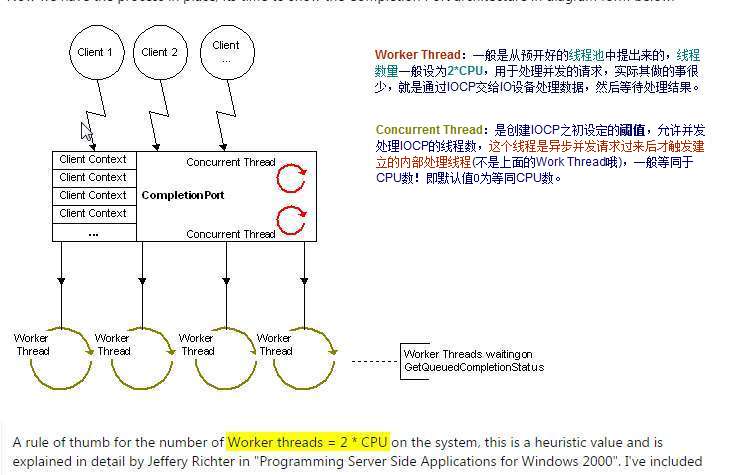 Client 1
Client 2
Client
...
Worker Thread：一般是从预开好的线程池中提出来的，线程
数量一般设为2*CPU，用于处理并发的请求，实际其做的事很
少，就是通过IOCP交给IO设备处理数据，然后等待处理结果。
Concurrent Thread：是创建IOCP之初设定的阈值，允许并发
处理IOCP的线程数，这个线程是异步并发请求过来后才触发建
立的内部处理线程(不是上面的Work Thread哦)，一般等同于
CPU数！即默认值0为等同CPU数。
Client Context
Client Context
Client Context
Client Context
...
Concurrent Thread
CompletionPort
Concurrent Thread
Worker
Thread
Worker
Thread
Worker
Thread
Worker
Thread
Worker Threads waiting on
GetQueuedCompletionStatus
A rule of thumb for the number of Worker threads = 2 * CPU on the system, this is a heuristic value and is
explained in detail by Jeffery Richter in "Programming Server Side Applications for Windows 2000". I've included